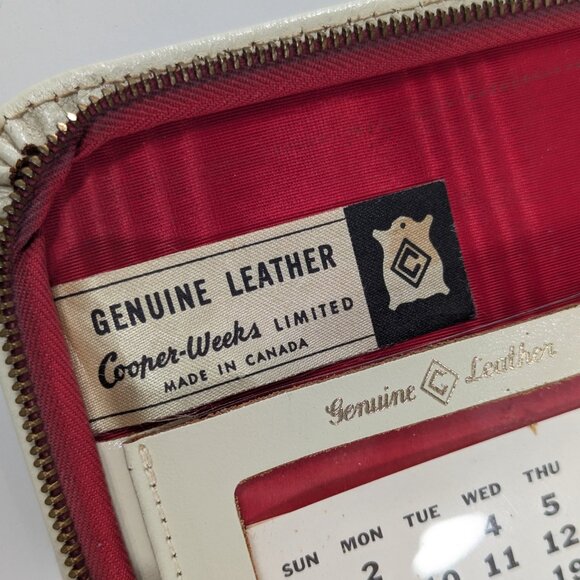 GENUINE LEATHER
Cooper-Weeks LIMITED
MADE IN CANADA
C
Genuine C Leather
SUN MON TUE WED THU
2 4 5
10 11 12